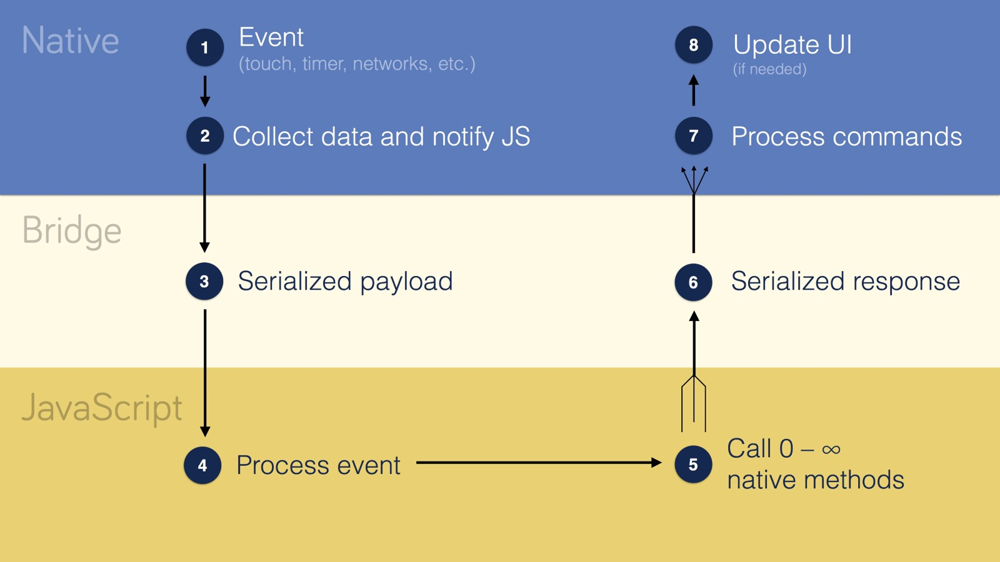 Native
1
Event
(touch, timer, networks, etc.)
2
Collect data and notify JS
8
Update UI
(if needed)
7
Process commands
Bridge
3
Serialized payload
6
Serialized response
JavaScript
4
Process event
5
Call 0 – ∞
native methods